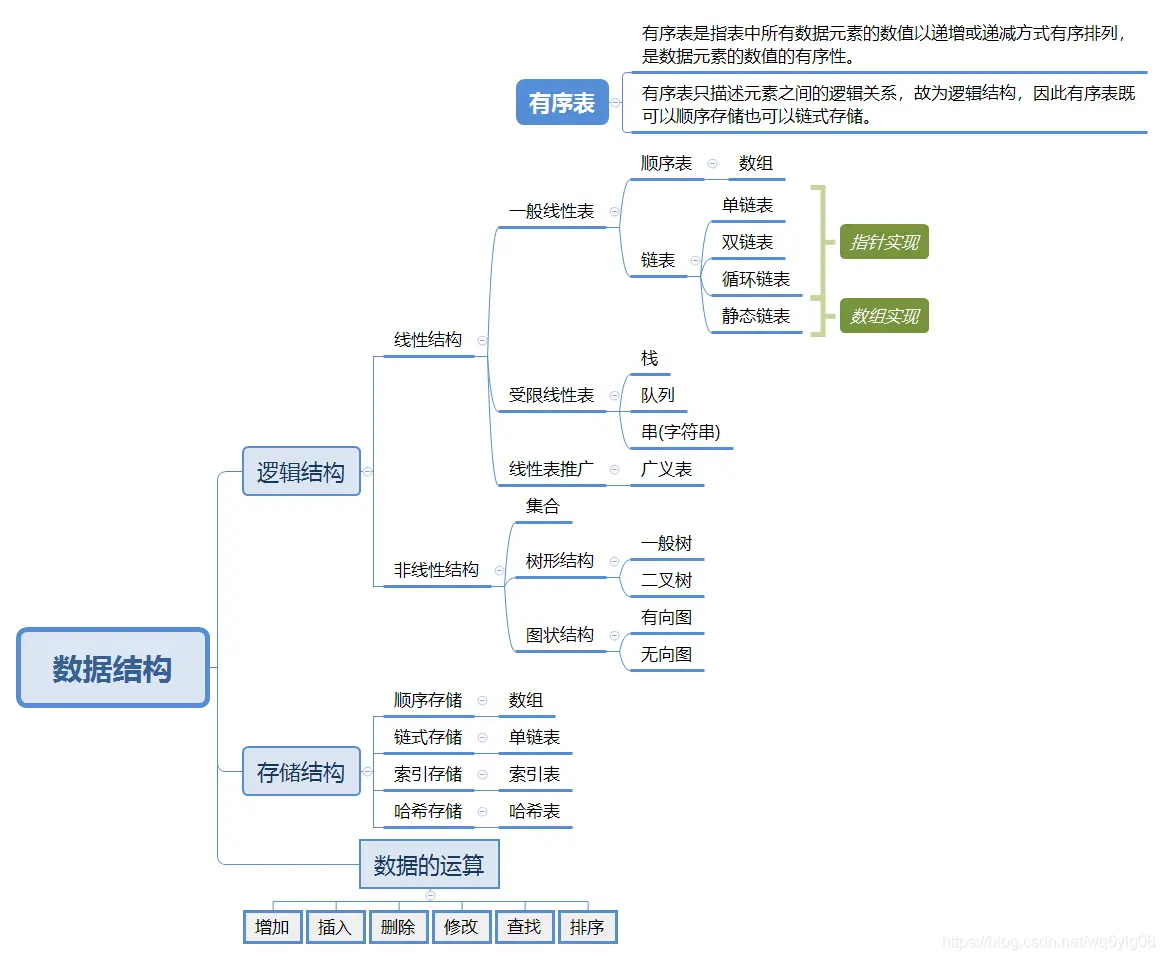 有序表是指表中所有数据元素的数值以递增或递减方式有序排列，
是数据元素的数值的有序性。
有序表
有序表只描述元素之间的逻辑关系，故为逻辑结构，因此有序表既
可以顺序存储也可以链式存储。
顺序表
数组
一般线性表
单链表
双链表
指针实现
链表
循环链表
静态链表
数组实现
线性结构
栈
受限线性表
队列
串(字符串)
线性表推广
广义表
逻辑结构
集合
非线性结构
树形结构
一般树
二叉树
图状结构
有向图
无向图
数据结构
顺序存储
数组
链式存储
单链表
存储结构
索引存储
索引表
哈希存储
哈希表
数据的运算
增加
插入
删除
修改
查找
排序
https://blog.csdn.net/wq6ylg08